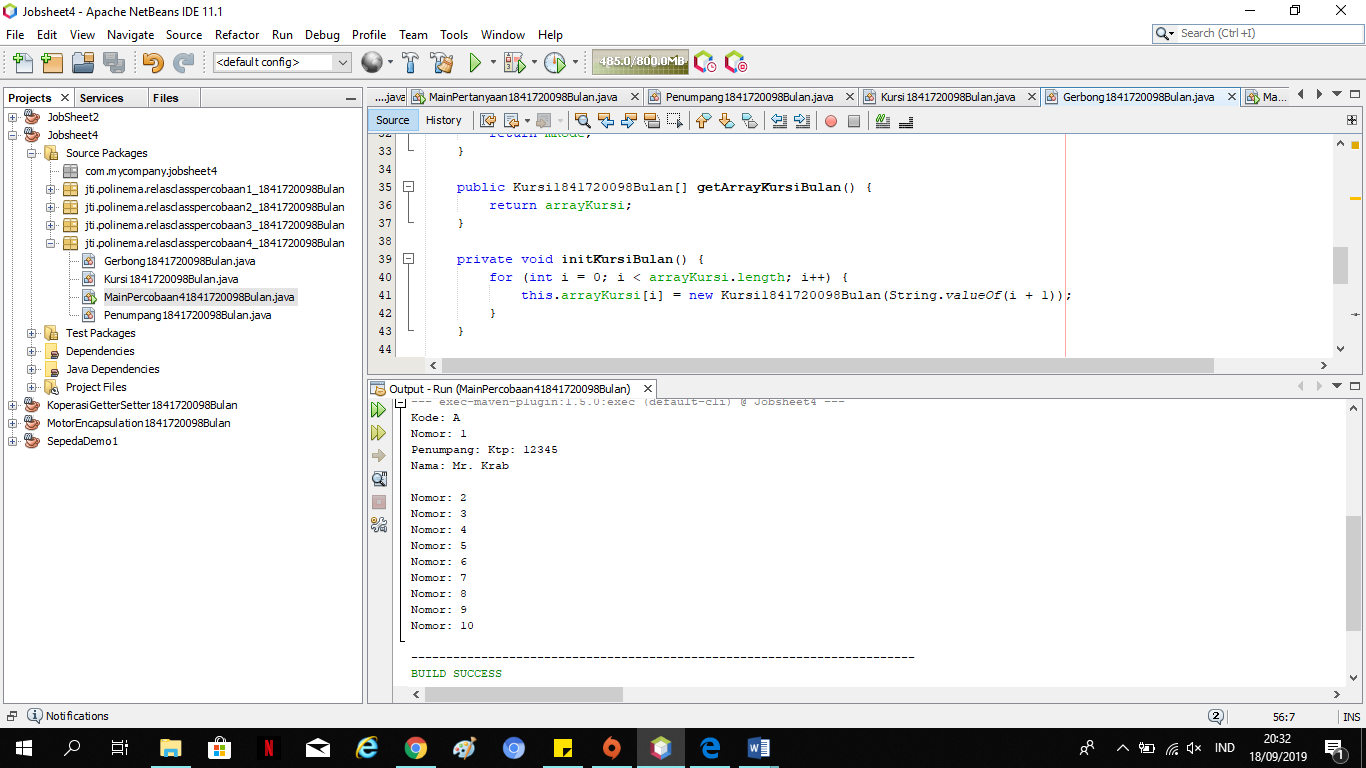 Jobsheet4 - Apache NetBeans IDE 11.1
File Edit View Navigate Source Refactor Run Debug Profile Team Tools Window Help
Search (Ctrl+I)
<default config>
485.0/800.0MB
Projects Services Files
JobSheet2
Jobsheet4
Source Packages
com.mycompany.jobsheet4
jti.polinema.relasclasspercobaan1_1841720098Bulan
jti.polinema.relasclasspercobaan2_1841720098Bulan
jti.polinema.relasclasspercobaan3_1841720098Bulan
jti.polinema.relasclasspercobaan4_1841720098Bulan
Gerbong1841720098Bulan.java
Kursi1841720098Bulan.java
MainPercobaan41841720098Bulan.java
Penumpang1841720098Bulan.java
Test Packages
Dependencies
Java Dependencies
Project Files
KoperasiGetterSetter1841720098Bulan
MotorEncapsulation1841720098Bulan
SepedaDemo1
....java MainPertanyaan1841720098Bulan.java Penumpang1841720098Bulan.java Kursi1841720098Bulan.java Gerbong1841720098Bulan.java Ma...
Source History
32 return mKode;
33 }
34
35 public Kursi1841720098Bulan[] getArrayKursiBulan() {
36 return arrayKursi;
37 }
38
39 private void initKursiBulan() {
40 for (int i = 0; i < arrayKursi.length; i++) {
41 this.arrayKursi[i] = new Kursi1841720098Bulan(String.valueOf(i + 1));
42 }
43 }
44
Output - Run (MainPercobaan41841720098Bulan)
--- exec-maven-plugin:1.5.0:exec (default-cli) @ Jobsheet4 ---
Kode: A
Nomor: 1
Penumpang: Ktp: 12345
Nama: Mr. Krab
Nomor: 2
Nomor: 3
Nomor: 4
Nomor: 5
Nomor: 6
Nomor: 7
Nomor: 8
Nomor: 9
Nomor: 10
------------------------------------------------------------------------
BUILD SUCCESS
Notifications
2
56:7 INS
IND
20:32
18/09/2019
1